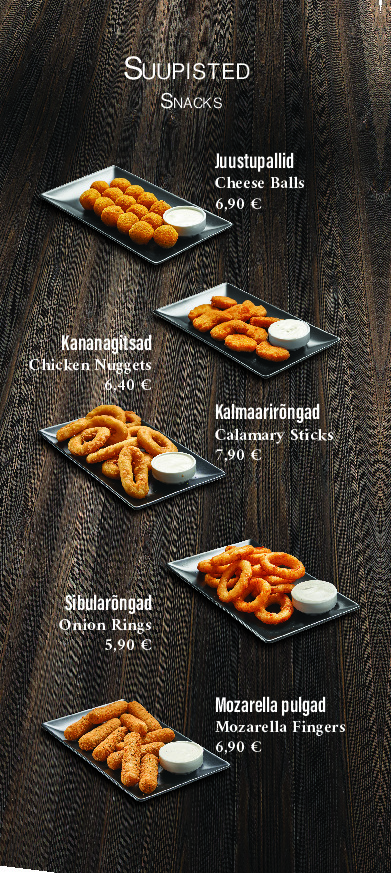 SUUPISTED
SNACKS
Juustupallid
Cheese Balls
6,90 €
Kananagitsad
Chicken Nuggets
6,40 €
Kalmaarirõngad
Calamary Sticks
7,90 €
Sibularõngad
Onion Rings
5,90 €
Mozarella pulgad
Mozarella Fingers
6,90 €